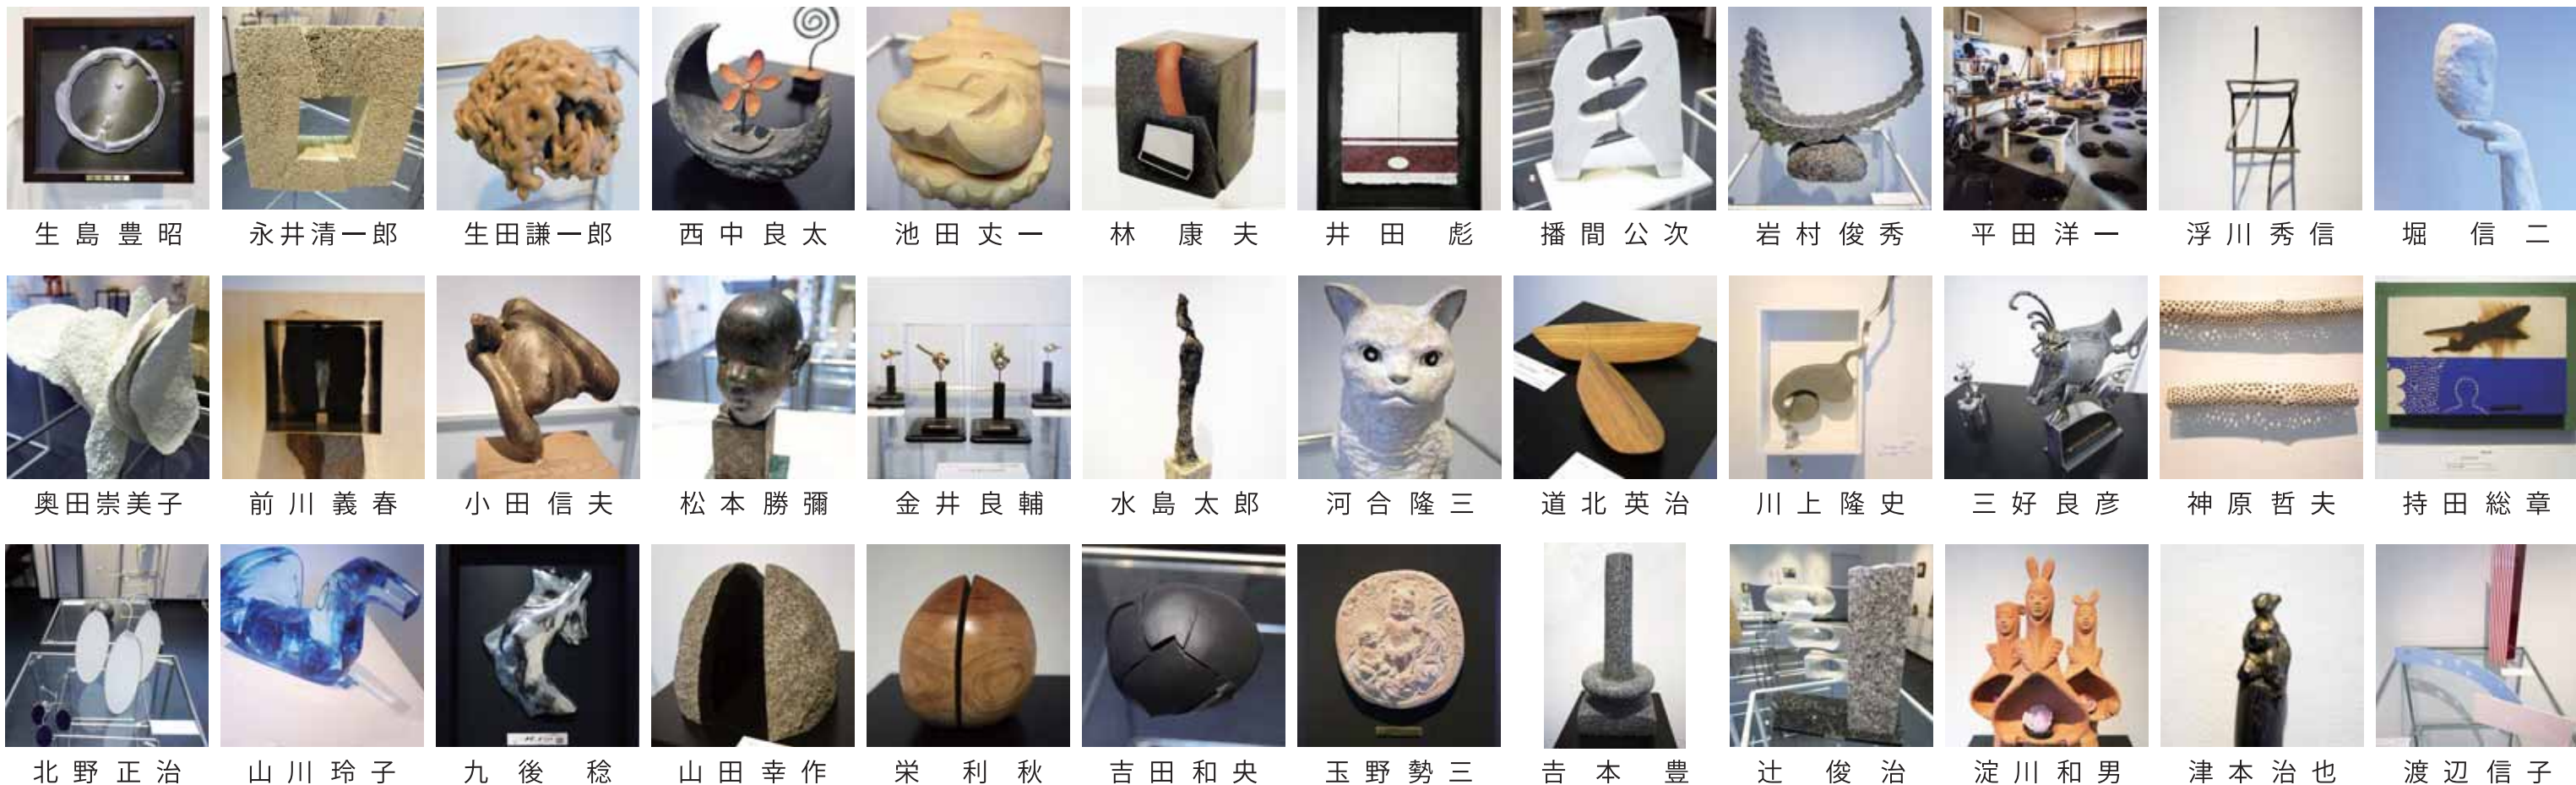 生島豊昭
永井清一郎
生田謙一郎
西中良太
池田丈一
林康夫
井田彪
播間公次
岩村俊秀
平田洋一
浮川秀信
堀信二
奥田崇美子
前川義春
小田信夫
松本勝彌
金井良輔
水島太郎
河合隆三
道北英治
川上隆史
三好良彦
神原哲夫
持田総章
北野正治
山川玲子
九後稔
山田幸作
栄利秋
𠮷田和央
玉野勢三
𠮷本豊
辻俊治
淀川和男
津本治也
渡辺信子